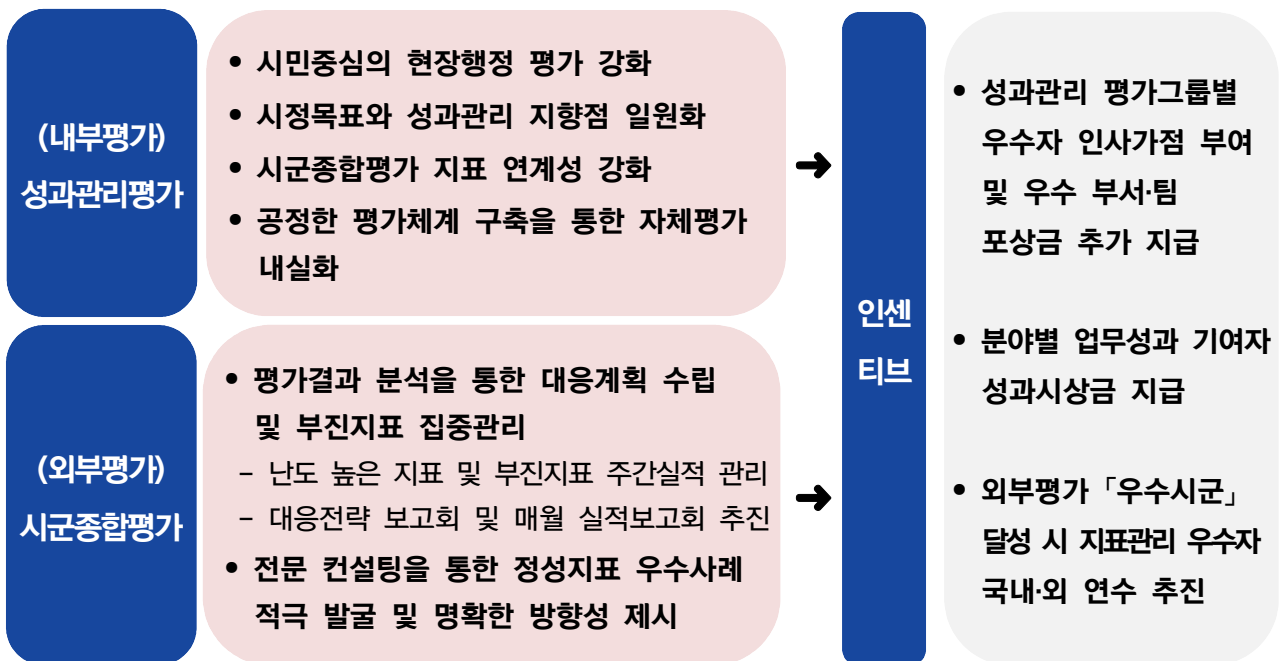 (내부평가)
성과관리평가
• 시민중심의 현장행정 평가 강화
• 시정목표와 성과관리 지향점 일원화
• 시군종합평가 지표 연계성 강화
• 공정한 평가체계 구축을 통한 자체평가
내실화
(외부평가)
시군종합평가
• 평가결과 분석을 통한 대응계획 수립
및 부진지표 집중관리
– 난도 높은 지표 및 부진지표 주간실적 관리
– 대응전략 보고회 및 매월 실적보고회 추진
• 전문 컨설팅을 통한 정성지표 우수사례
적극 발굴 및 명확한 방향성 제시
➜
➜
인센
티브
• 성과관리 평가그룹별
우수자 인사가점 부여
및 우수 부서·팀
포상금 추가 지급
• 분야별 업무성과 기여자
성과시상금 지급
• 외부평가「우수시군」
달성 시 지표관리 우수자
국내·외 연수 추진